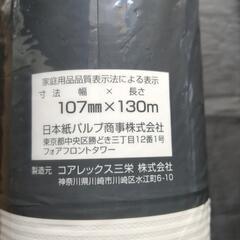 家庭用品品質表示法による表示
寸法 幅 × 長さ
107mm×130m
日本紙パルプ商事株式会社
東京都中央区勝どき三丁目12番1号
フォアフロントタワー
製造元 コアレックス三栄 株式会社
神奈川県川崎市川崎区水江町6-10